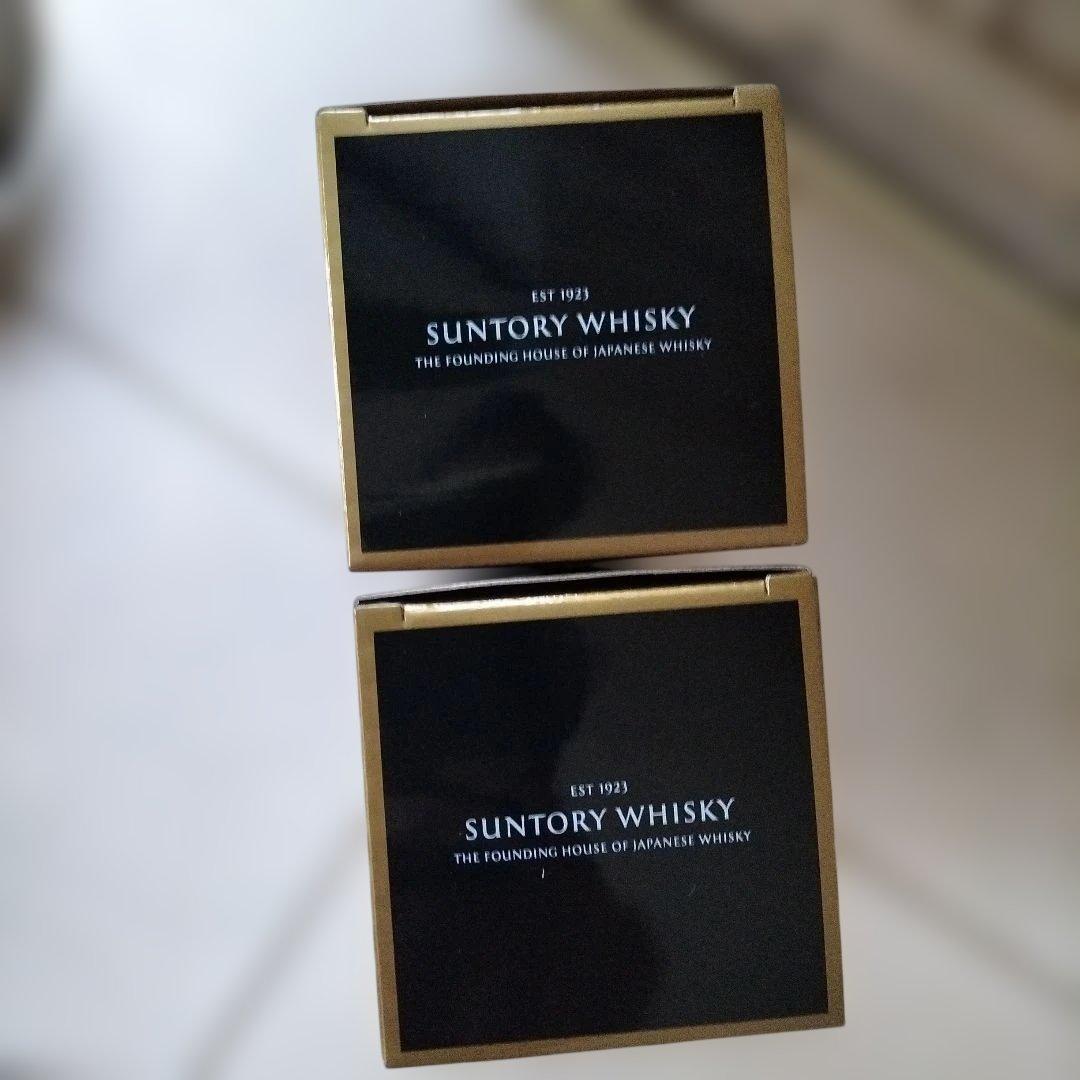 EST 1923
SUNTORY WHISKY
THE FOUNDING HOUSE OF JAPANESE WHISKY
EST 1923
SUNTORY WHISKY
THE FOUNDING HOUSE OF JAPANESE WHISKY